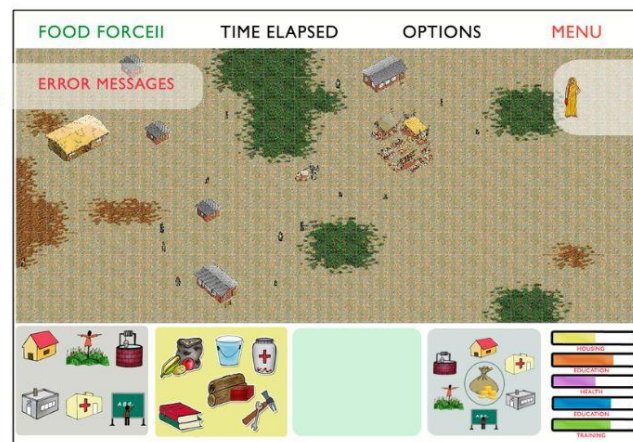 FOOD FORCEII TIME ELAPSED OPTIONS MENU
ERROR MESSAGES
HOUSING
EDUCATION
HEALTH
EDUCATION
TRAINING